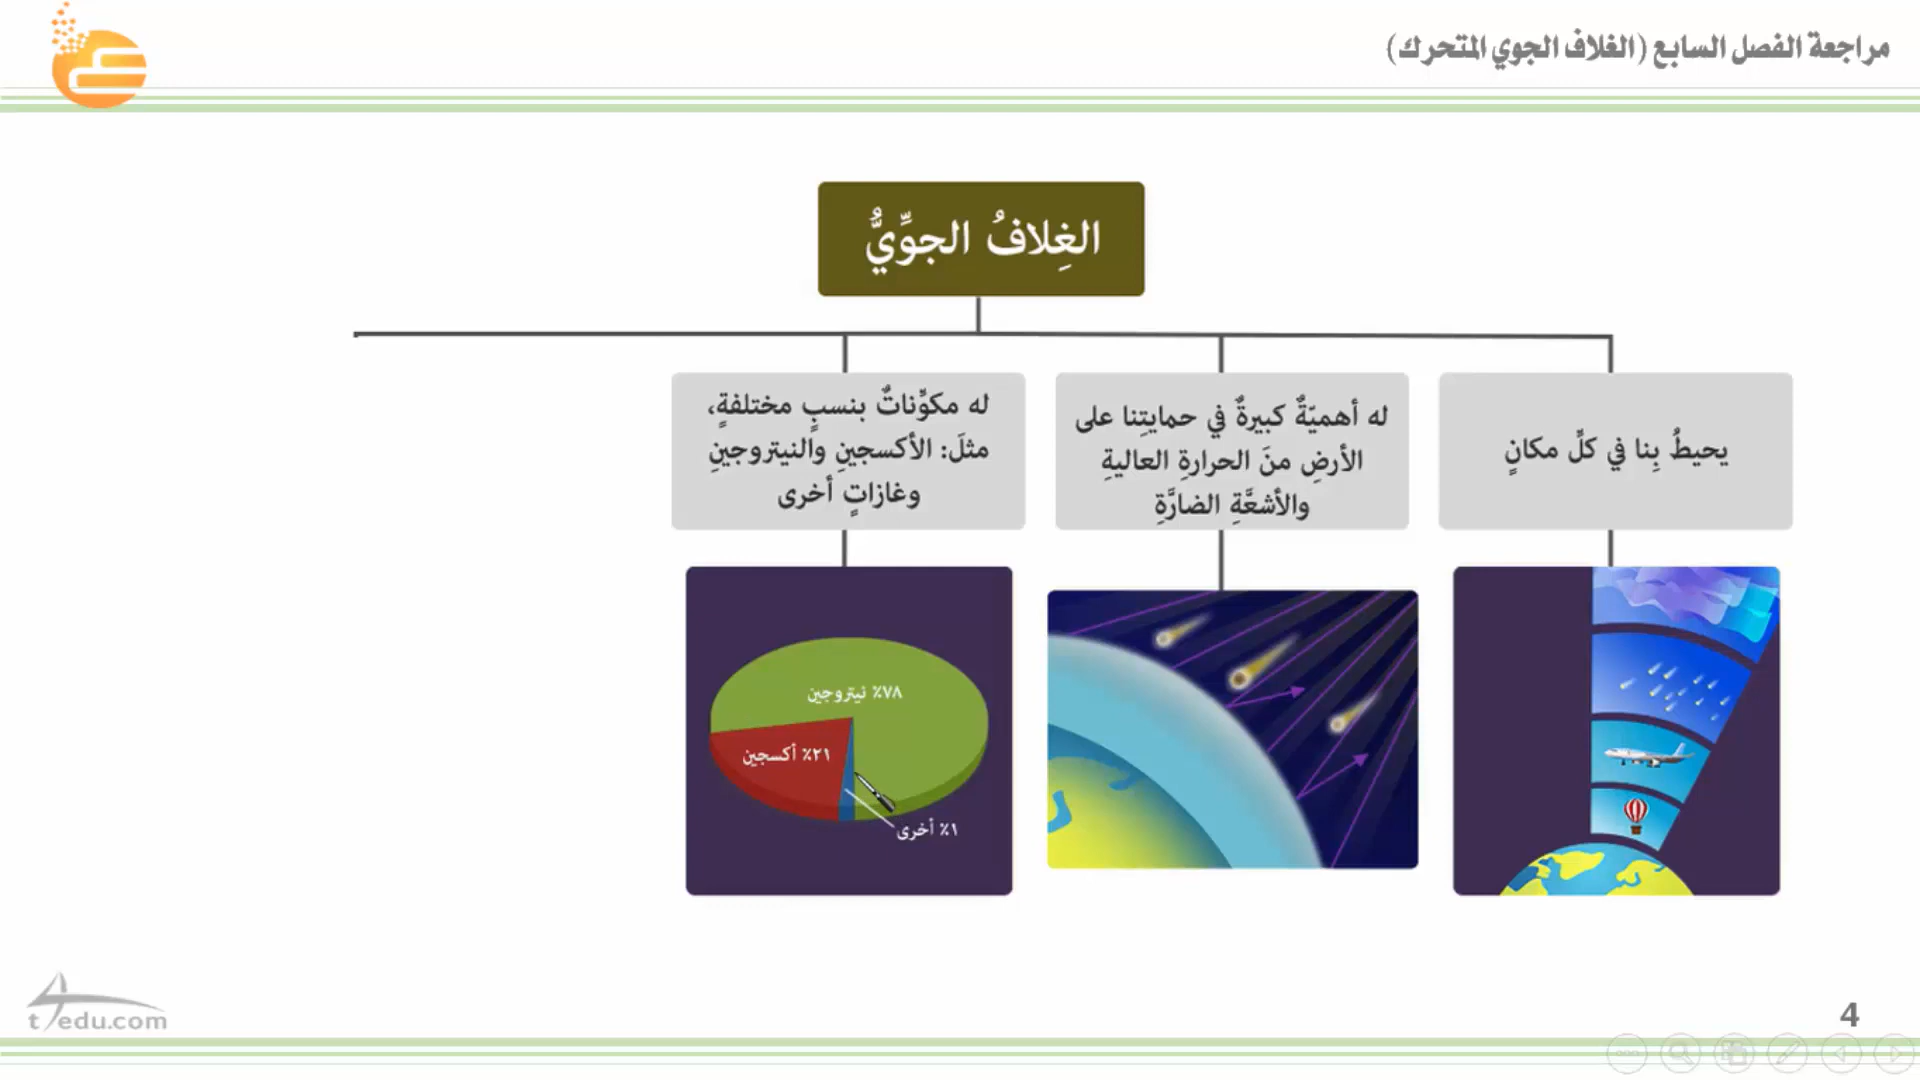 مراجعة الفصل السابع (الغلاف الجوي المتحرك)
الغِلافُ الجوِّيُّ
يحيطُ بِنا في كلِّ مكانٍ
له أهميّةٌ كبيرةٌ في حمايتِنا على
الأرضِ منَ الحرارةِ العاليةِ
والأشعَّةِ الضارَّةِ
له مكوِّناتٌ بنسبٍ مختلفةٍ،
مثلَ: الأكسجينِ والنيتروجينِ
وغازاتٍ أخرى
٧٨٪ نيتروجين
٢١٪ أكسجين
١٪ أخرى
t4edu.com
4